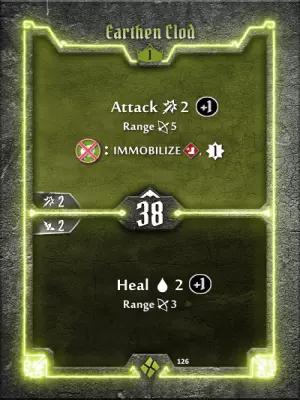 Earthen Clod
1
Attack 2 +1
Range 5
: IMMOBILIZE , 1
2
38
2
Heal 2 +1
Range 3
126